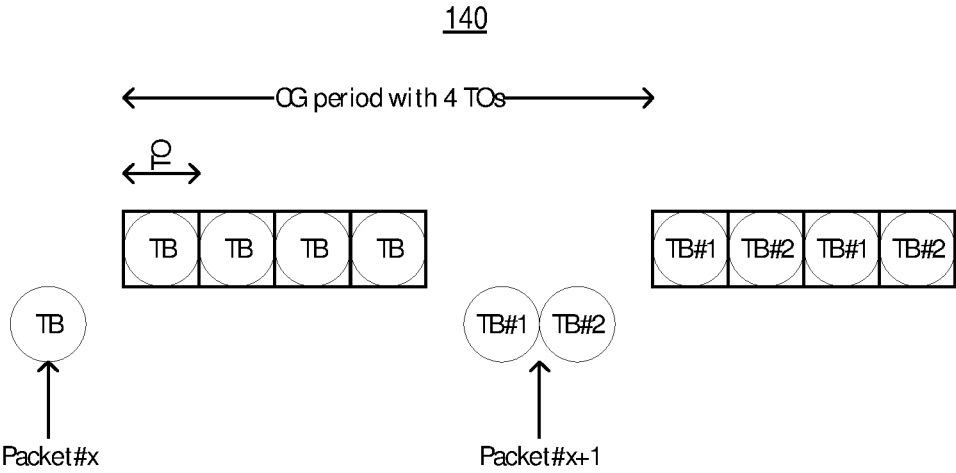 140
CG period with 4 TOs
TO
TB TB TB TB TB#1 TB#2 TB#1 TB#2
TB TB#1 TB#2
Packet#x Packet#x+1